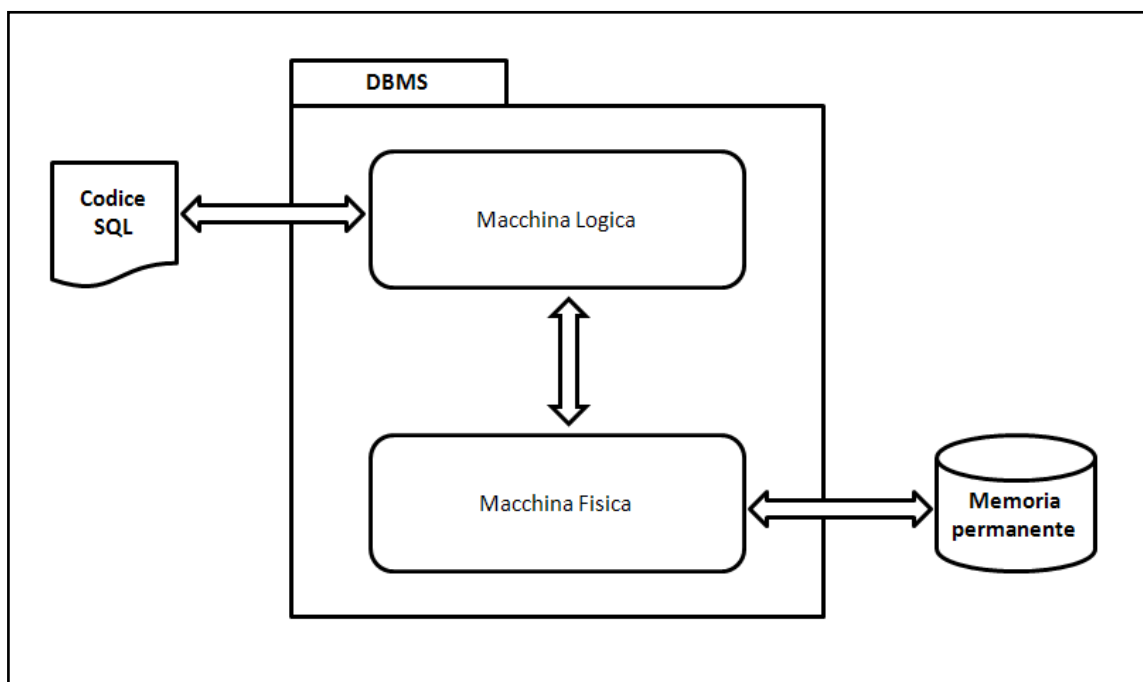 DBMS
Codice
SQL
Macchina Logica
Macchina Fisica
Memoria
permanente